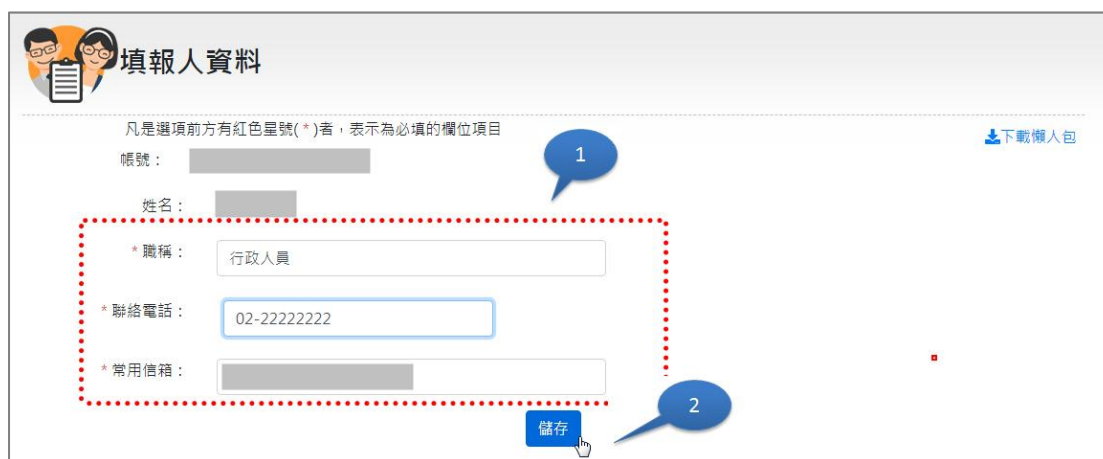 填報人資料
凡是選項前方有紅色星號(*)者，表示為必填的欄位項目
下載懶人包
1
帳號：
姓名：
*職稱： 行政人員
*聯絡電話： 02-22222222
*常用信箱：
2
儲存